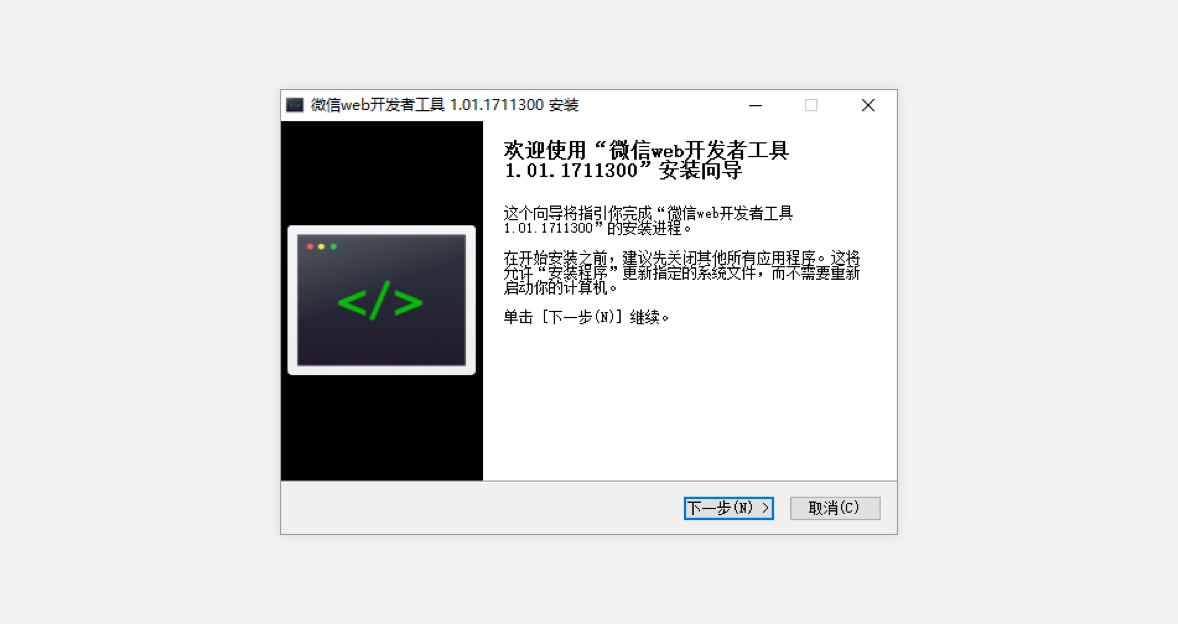 微信web开发者工具 1.01.1711300 安装
欢迎使用“微信web开发者工具
1.01.1711300”安装向导
这个向导将指引你完成“微信web开发者工具
1.01.1711300”的安装进程。
在开始安装之前，建议先关闭其他所有应用程序。这将
允许“安装程序”更新指定的系统文件，而不需要重新
启动你的计算机。
单击 [下一步(N)] 继续。
</>
下一步(N) >
取消(C)